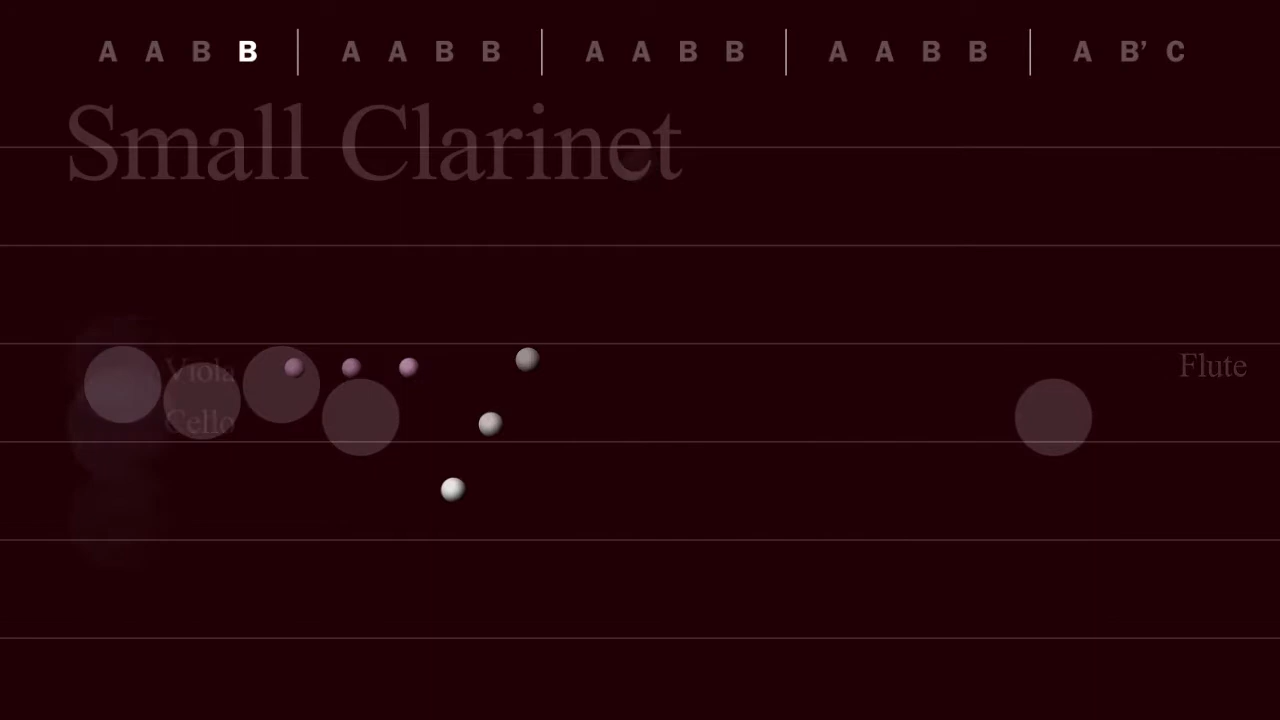 A A B B | A A B B | A A B B | A A B B | A B’ C
Small Clarinet
Viola
Flute
Cello